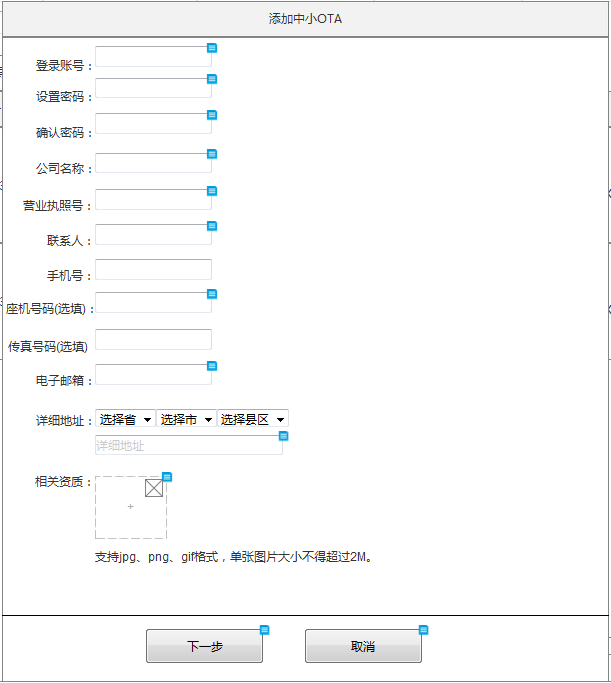 添加中小OTA
登录账号：
设置密码：
确认密码：
公司名称：
营业执照号：
联系人：
手机号：
座机号码(选填)：
传真号码(选填)
电子邮箱：
详细地址： 选择省 选择市 选择县区
详细地址
相关资质：
+
支持jpg、png、gif格式，单张图片大小不得超过2M。
下一步 取消